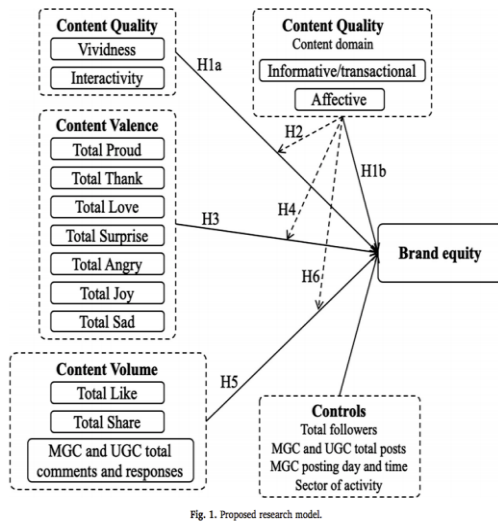 Content Quality
Vividness
Interactivity
H1a
Content Quality
Content domain
Informative/transactional
Affective
Content Valence
Total Proud
Total Thank
Total Love
Total Surprise
Total Angry
Total Joy
Total Sad
H2
H1b
H4
H3
H6
Brand equity
Content Volume
Total Like
Total Share
MGC and UGC total
comments and responses
H5
Controls
Total followers
MGC and UGC total posts
MGC posting day and time
Sector of activity
Fig. 1. Proposed research model.